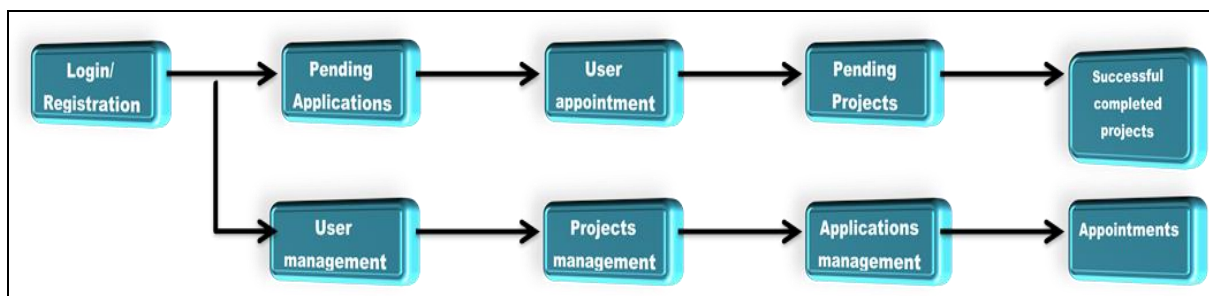 Login/
Registration
Pending
Applications
User
appointment
Pending
Projects
Successful
completed
projects
User
management
Projects
management
Applications
management
Appointments